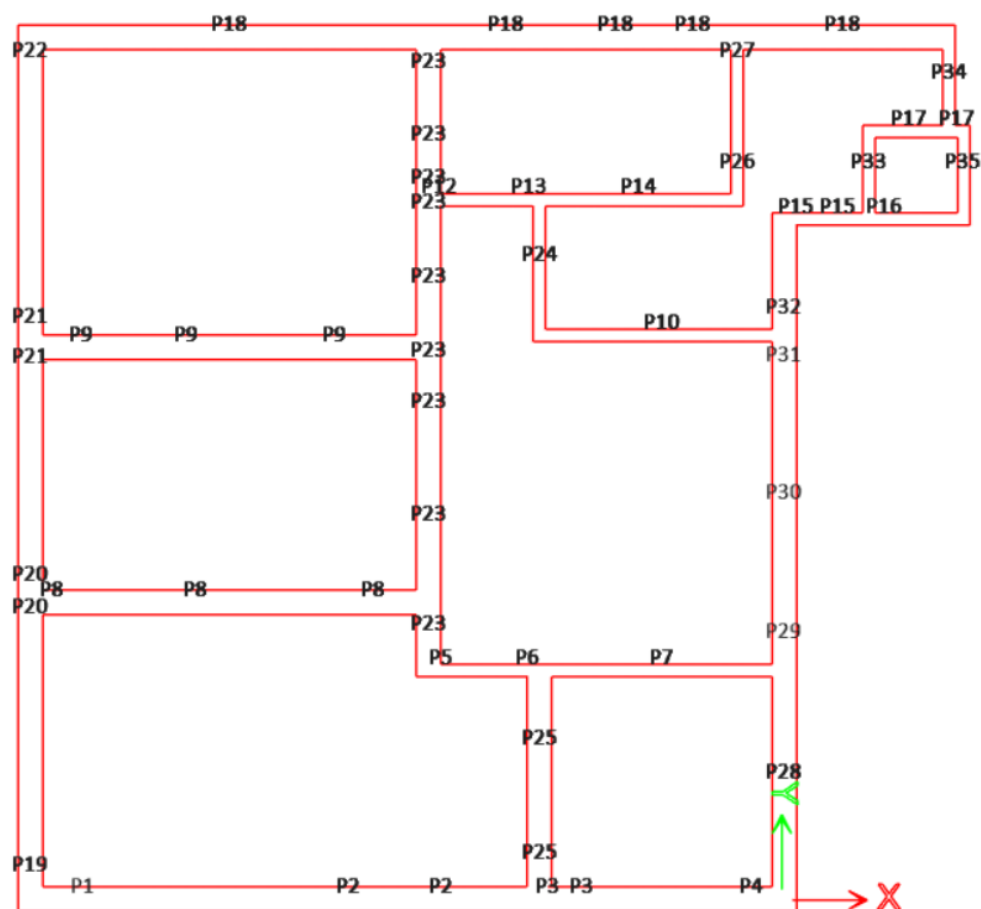 P18 P18 P18 P18 P18
P22 P23 P27
P34
P17 P17
P23
P23 P26 P33 P35
P12 P13 P14
P23 P15 P15 P16
P24
P23
P21 P32
P10
P9 P9 P9
P21 P23 P31
P23
P30
P23
P20
P8 P8 P8
P20
P23 P29
P5 P6 P7
P25
P28
Y
P25
P19
P1 P2 P2 P3 P3 P4
X